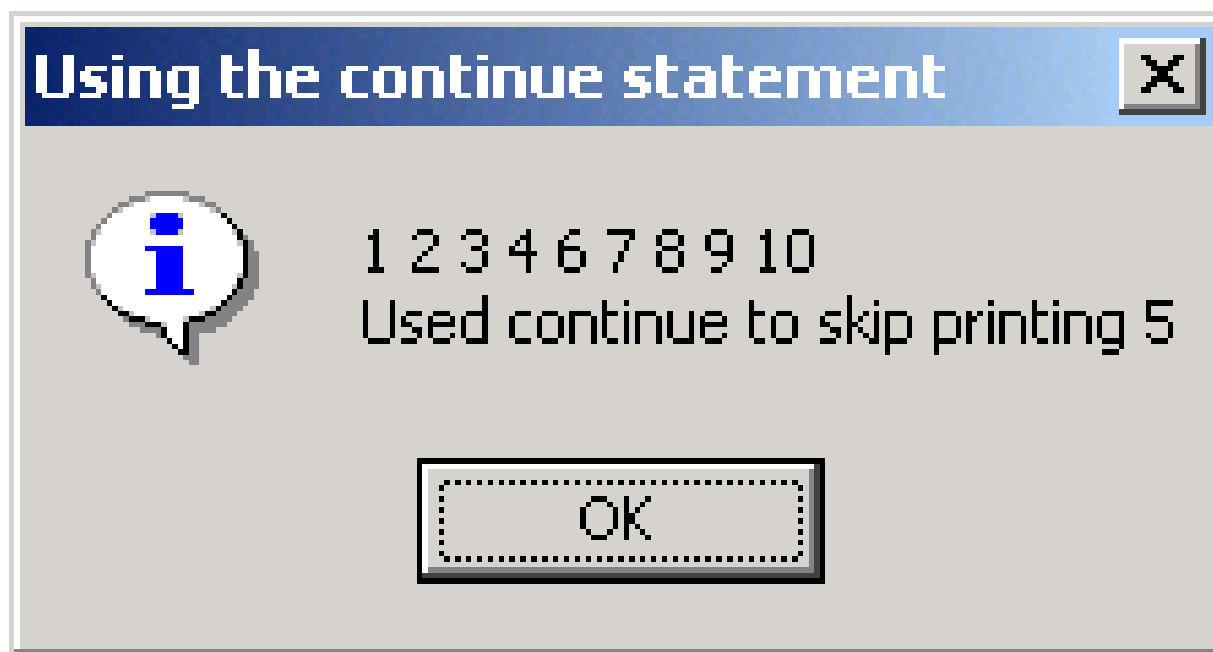 Using the continue statement
1 2 3 4 6 7 8 9 10
Used continue to skip printing 5
OK